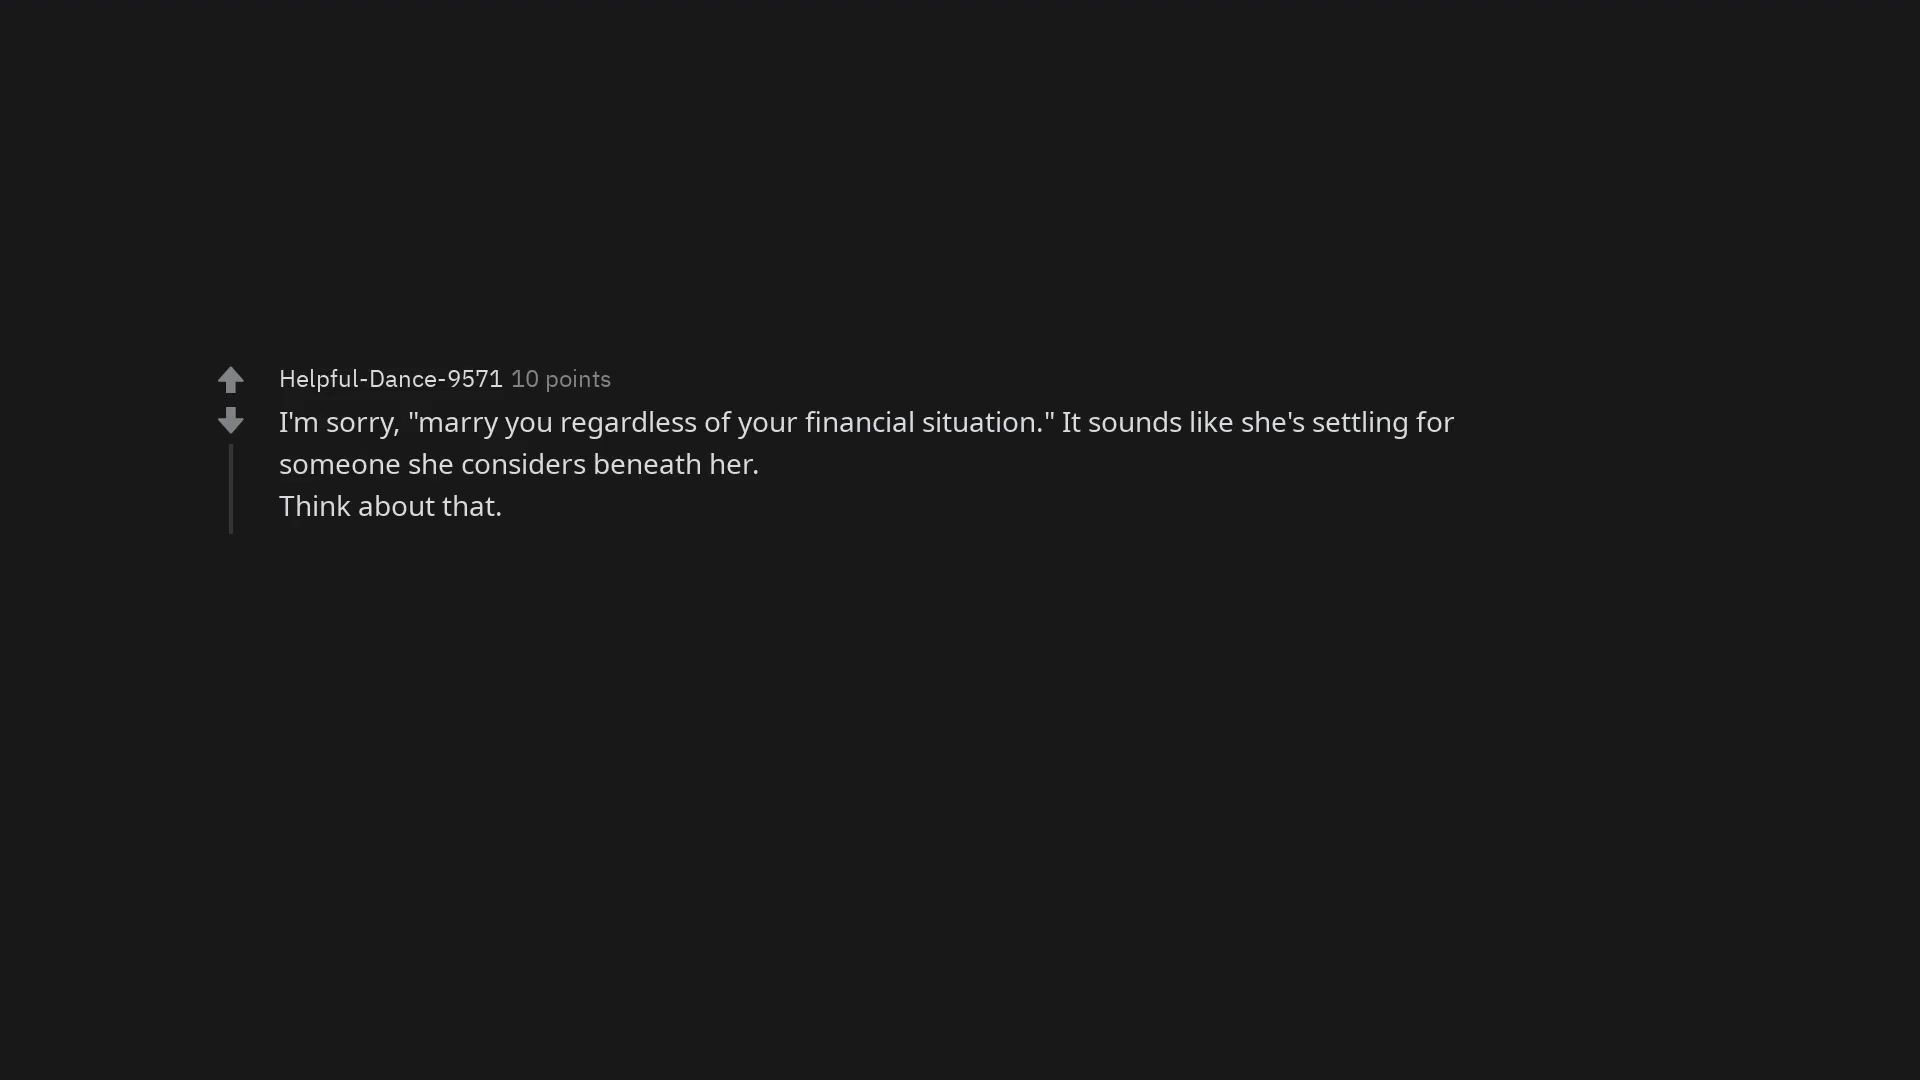 Helpful-Dance-9571 10 points
I'm sorry, "marry you regardless of your financial situation." It sounds like she's settling for
someone she considers beneath her.
Think about that.